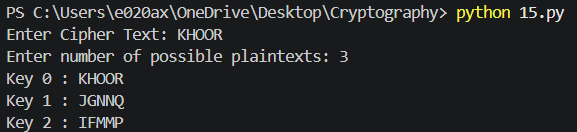 PS C:\Users\e020ax\OneDrive\Desktop\Cryptography> python 15.py
Enter Cipher Text: KHOOR
Enter number of possible plaintexts: 3
Key 0 : KHOOR
Key 1 : JGNNQ
Key 2 : IFMMP